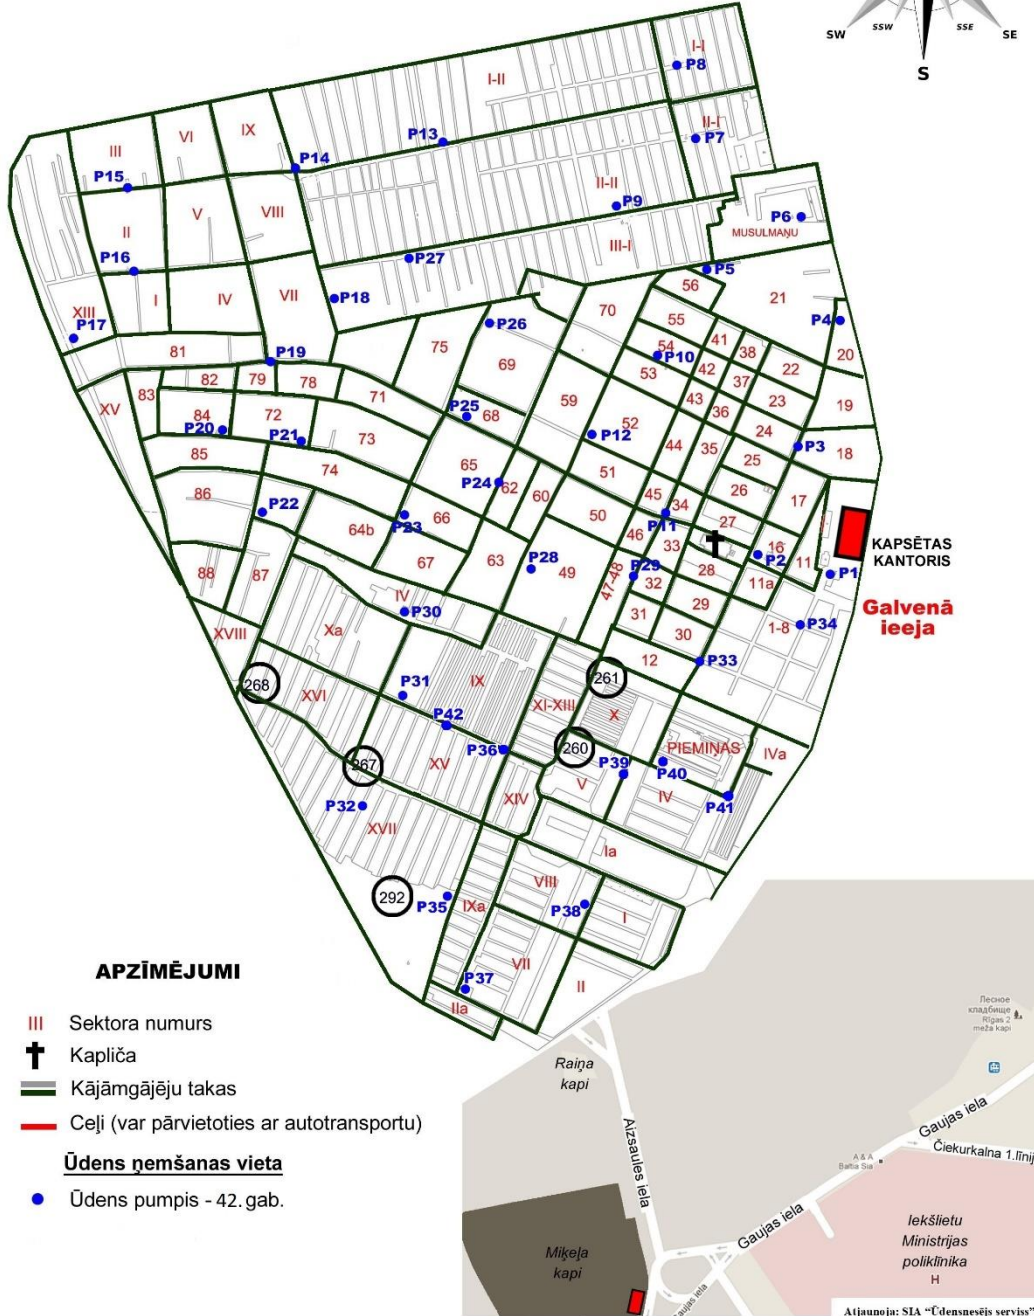 SW
SSW
S
SSE
SE
I-I
P8
I-II
II-I
P7
P13
III
VI
IX
P14
P15
II-II
P9
P6
MUSULMAŅU
II
V
VIII
III-I
P16
P27
P5
56
21
XIII
I
IV
VII
P18
70
55
P4
P17
P26
41
38
20
81
P19
75
69
54
P10
42
22
53
37
82
79
78
XV
83
71
59
43
23
19
84
72
P25
68
52
36
24
P20
P21
73
P12
44
35
P3
18
85
74
65
51
25
86
P24
62
60
45
34
26
17
P22
64b
P23
66
50
P11
27
46
33
16
KAPSĒTAS
KANTORIS
P2
11
P1
88
87
67
63
P28
49
47-48
P29
32
28
11a
Galvenā
ieeja
IV
P30
31
29
1-8
P34
XVIII
Xa
30
12
P33
268
XVI
P31
IX
261
XI-XIII
X
P42
P36
260
PIEMIŅAS
IVa
267
XV
P39
P40
V
P32
XIV
IV
P41
XVII
Ia
292
P35
IXa
VIII
P38
I
VII
P37
II
IIa
APZĪMĒJUMI
III Sektora numurs
Kapliča
Kājāmgājēju takas
Ceļi (var pārvietoties ar autotransportu)
Ūdens ņemšanas vieta
Ūdens pumpis - 42. gab.
Лесное
кладбище
Rīgas 2
meža kapi
Raiņa
kapi
Aizsaules iela
Gaujas iela
Čiekurkalna 1.līnij
A & A
Baltia Sia
Gaujas iela
Iekšlietu
Ministrijas
poliklīnika
H
Miķeļa
kapi
Gaujas iela
Atjaunoja: SIA "Ūdensnesējs serviss"